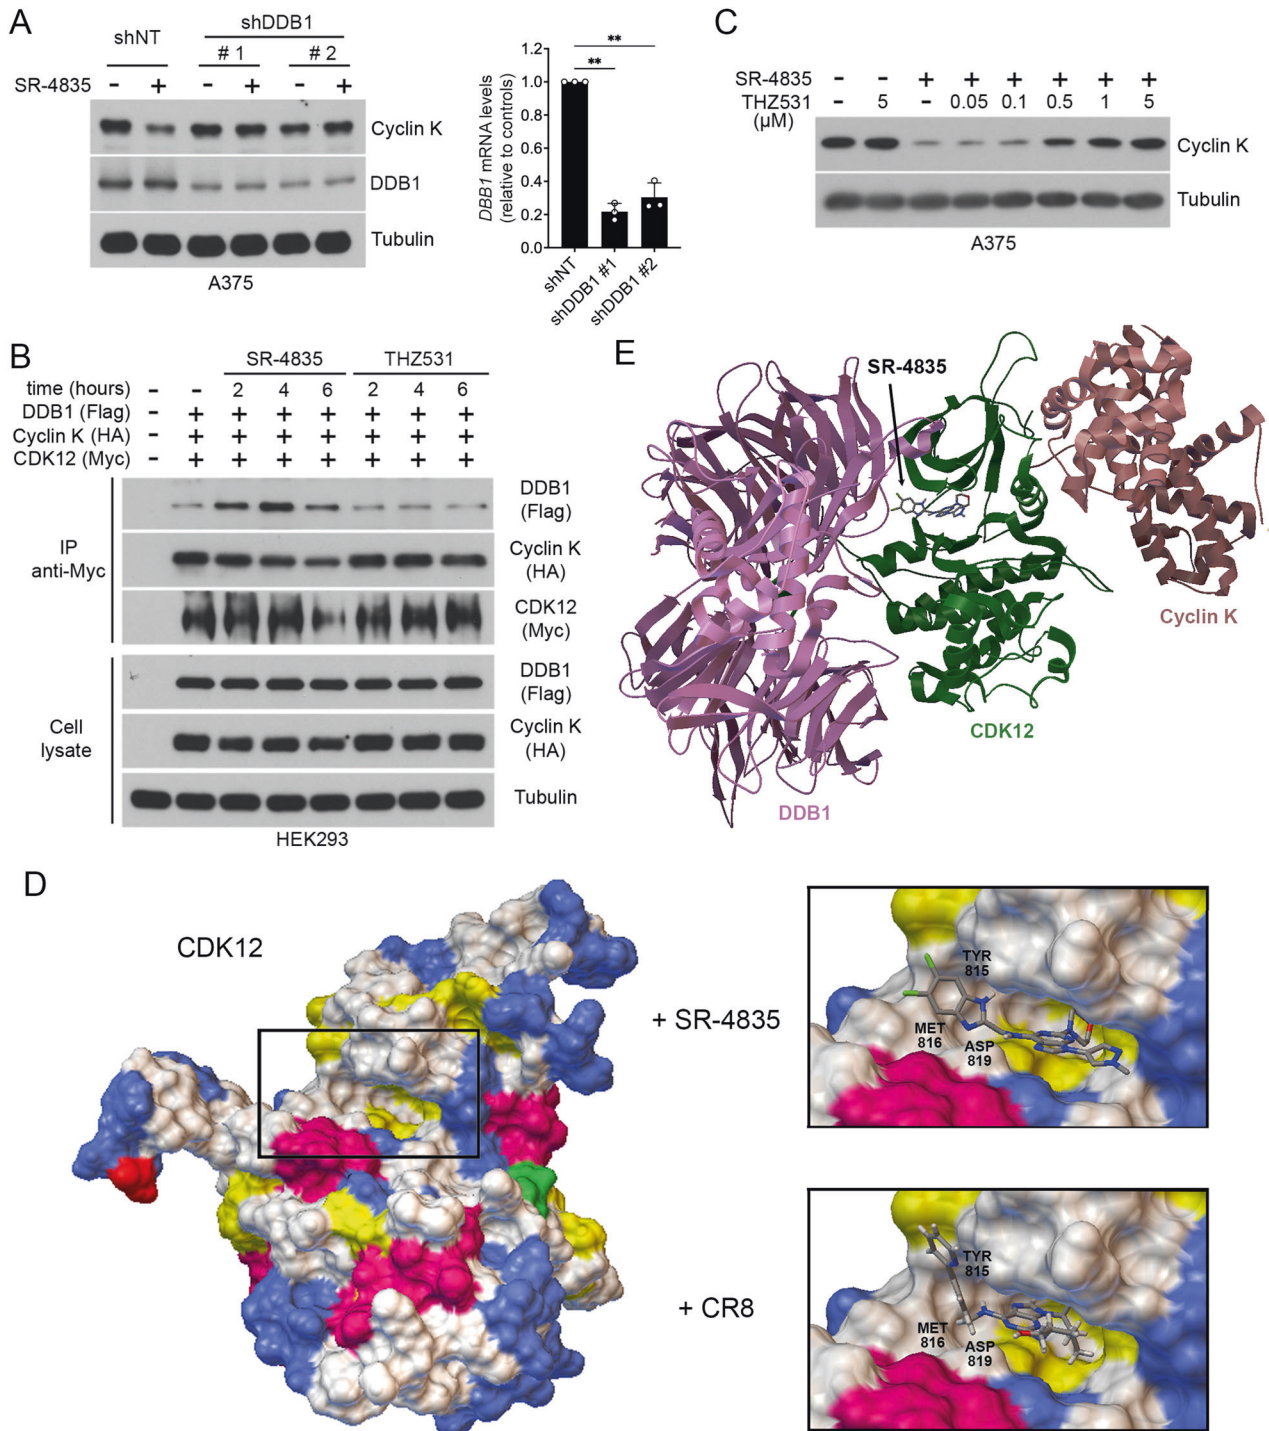 A
shNT
shDDB1
# 1
# 2
SR-4835
- + - + - +
Cyclin K
DDB1
Tubulin
A375
DBB1 mRNA levels
(relative to controls)
1.2
1.0
0.8
0.6
0.4
0.2
0.0
**
**
shNT
shDDB1 #1
shDDB1 #2
C
SR-4835
- - + + + + + +
THZ531
(µM)
- 5 - 0.05 0.1 0.5 1 5
Cyclin K
Tubulin
A375
B
SR-4835
THZ531
time (hours) - - 2 4 6 2 4 6
DDB1 (Flag) - + + + + + + +
Cyclin K (HA) - + + + + + + +
CDK12 (Myc) - + + + + + + +
IP
anti-Myc
DDB1
(Flag)
Cyclin K
(HA)
CDK12
(Myc)
Cell
lysate
DDB1
(Flag)
Cyclin K
(HA)
Tubulin
HEK293
E
SR-4835
Cyclin K
CDK12
DDB1
D
CDK12
+ SR-4835
TYR
815
MET
816
ASP
819
+ CR8
TYR
815
MET
816
ASP
819